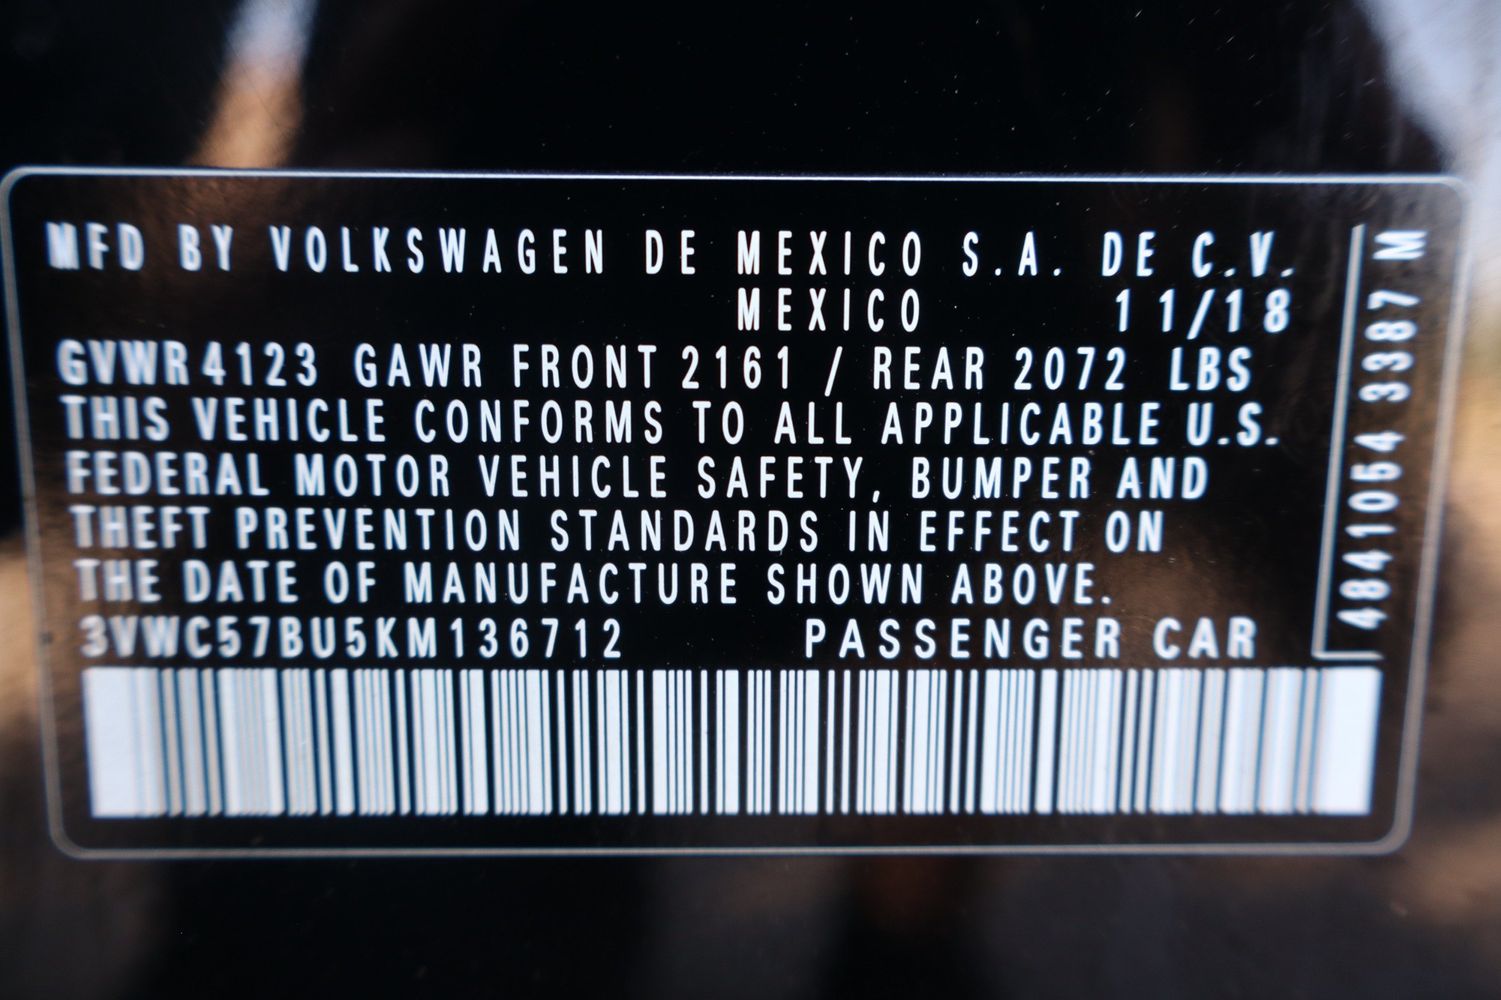 MFD BY VOLKSWAGEN DE MEXICO S.A. DE C.V.
MEXICO 11/18
GVWR 4123 GAWR FRONT 2161 / REAR 2072 LBS
THIS VEHICLE CONFORMS TO ALL APPLICABLE U.S.
FEDERAL MOTOR VEHICLE SAFETY, BUMPER AND
THEFT PREVENTION STANDARDS IN EFFECT ON
THE DATE OF MANUFACTURE SHOWN ABOVE.
3VWC57BU5KM136712 PASSENGER CAR
4841054 3387 M